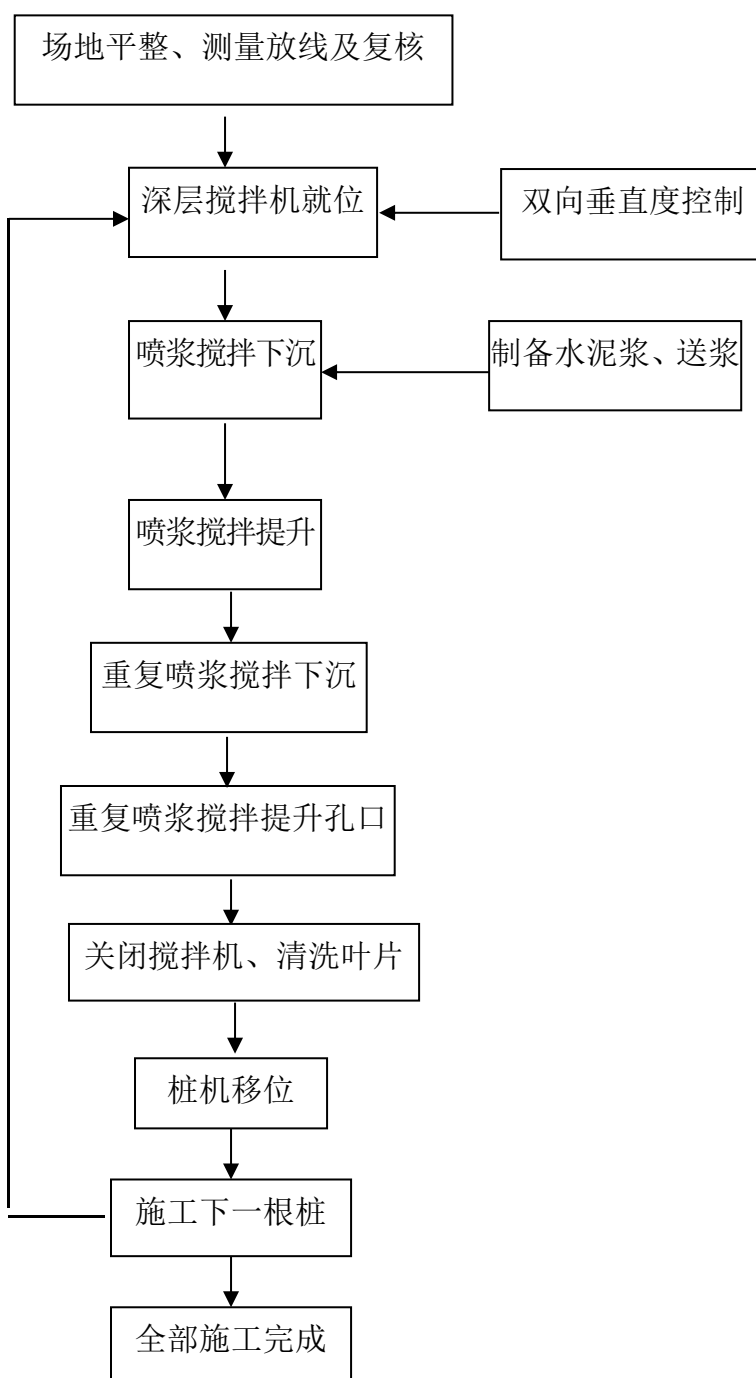 场地平整、测量放线及复核
深层搅拌机就位
双向垂直度控制
喷浆搅拌下沉
制备水泥浆、送浆
喷浆搅拌提升
重复喷浆搅拌下沉
重复喷浆搅拌提升孔口
关闭搅拌机、清洗叶片
桩机移位
施工下一根桩
全部施工完成